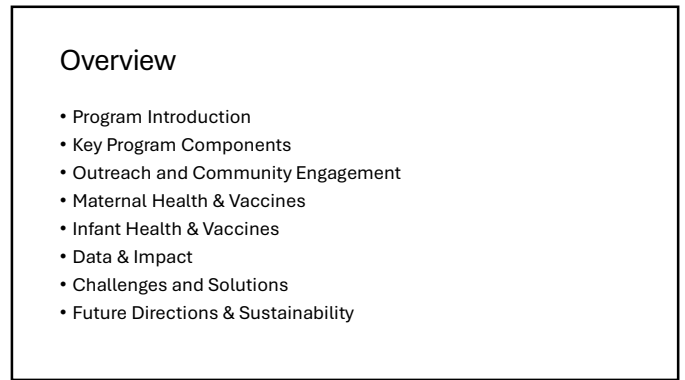 Overview
• Program Introduction
• Key Program Components
• Outreach and Community Engagement
• Maternal Health & Vaccines
• Infant Health & Vaccines
• Data & Impact
• Challenges and Solutions
• Future Directions & Sustainability